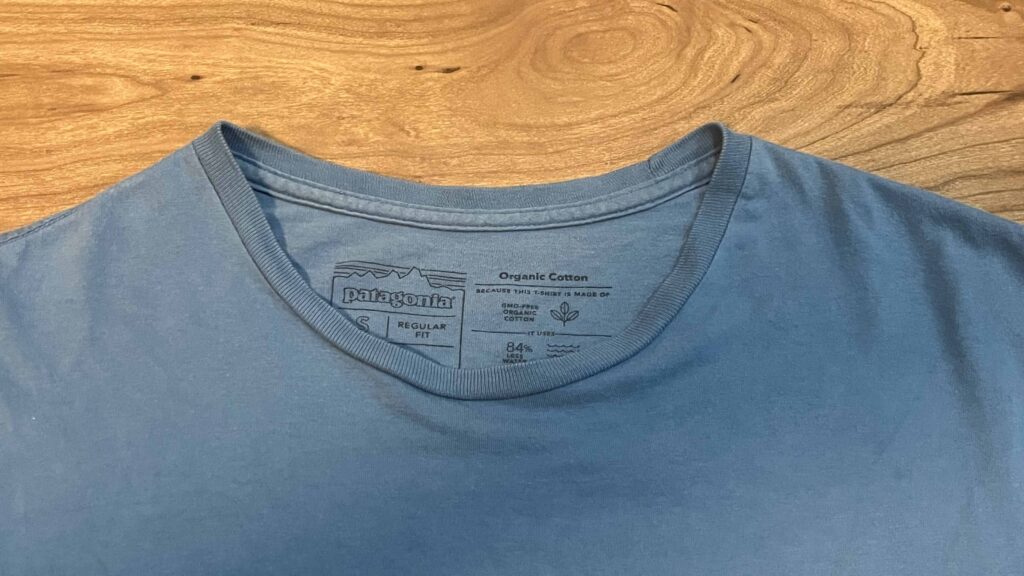 patagonia
S
REGULAR
FIT
Organic Cotton
BECAUSE THIS T-SHIRT IS MADE OF
GMO-FREE
ORGANIC
COTTON
IT USES
84%
LESS
WATER